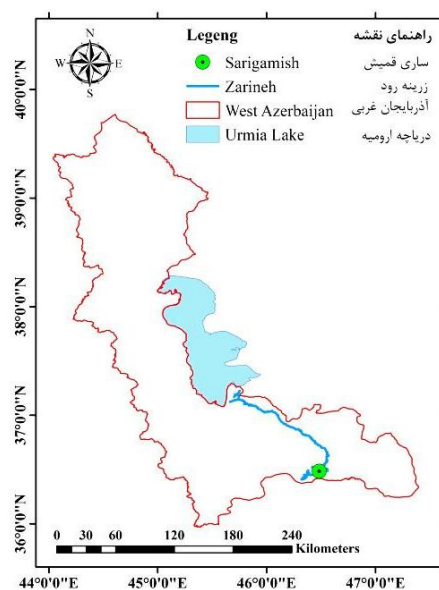 N
W E
S
Legeng راهنمای نقشه
Sarigamish ساری قمیش
Zarineh زرینه رود
West Azerbaijan آذربایجان غربی
Urmia Lake دریاچه ارومیه
40°0'0"N
39°0'0"N
38°0'0"N
37°0'0"N
36°0'0"N
0 30 60 120 180 240
Kilometers
44°0'0"E 45°0'0"E 46°0'0"E 47°0'0"E